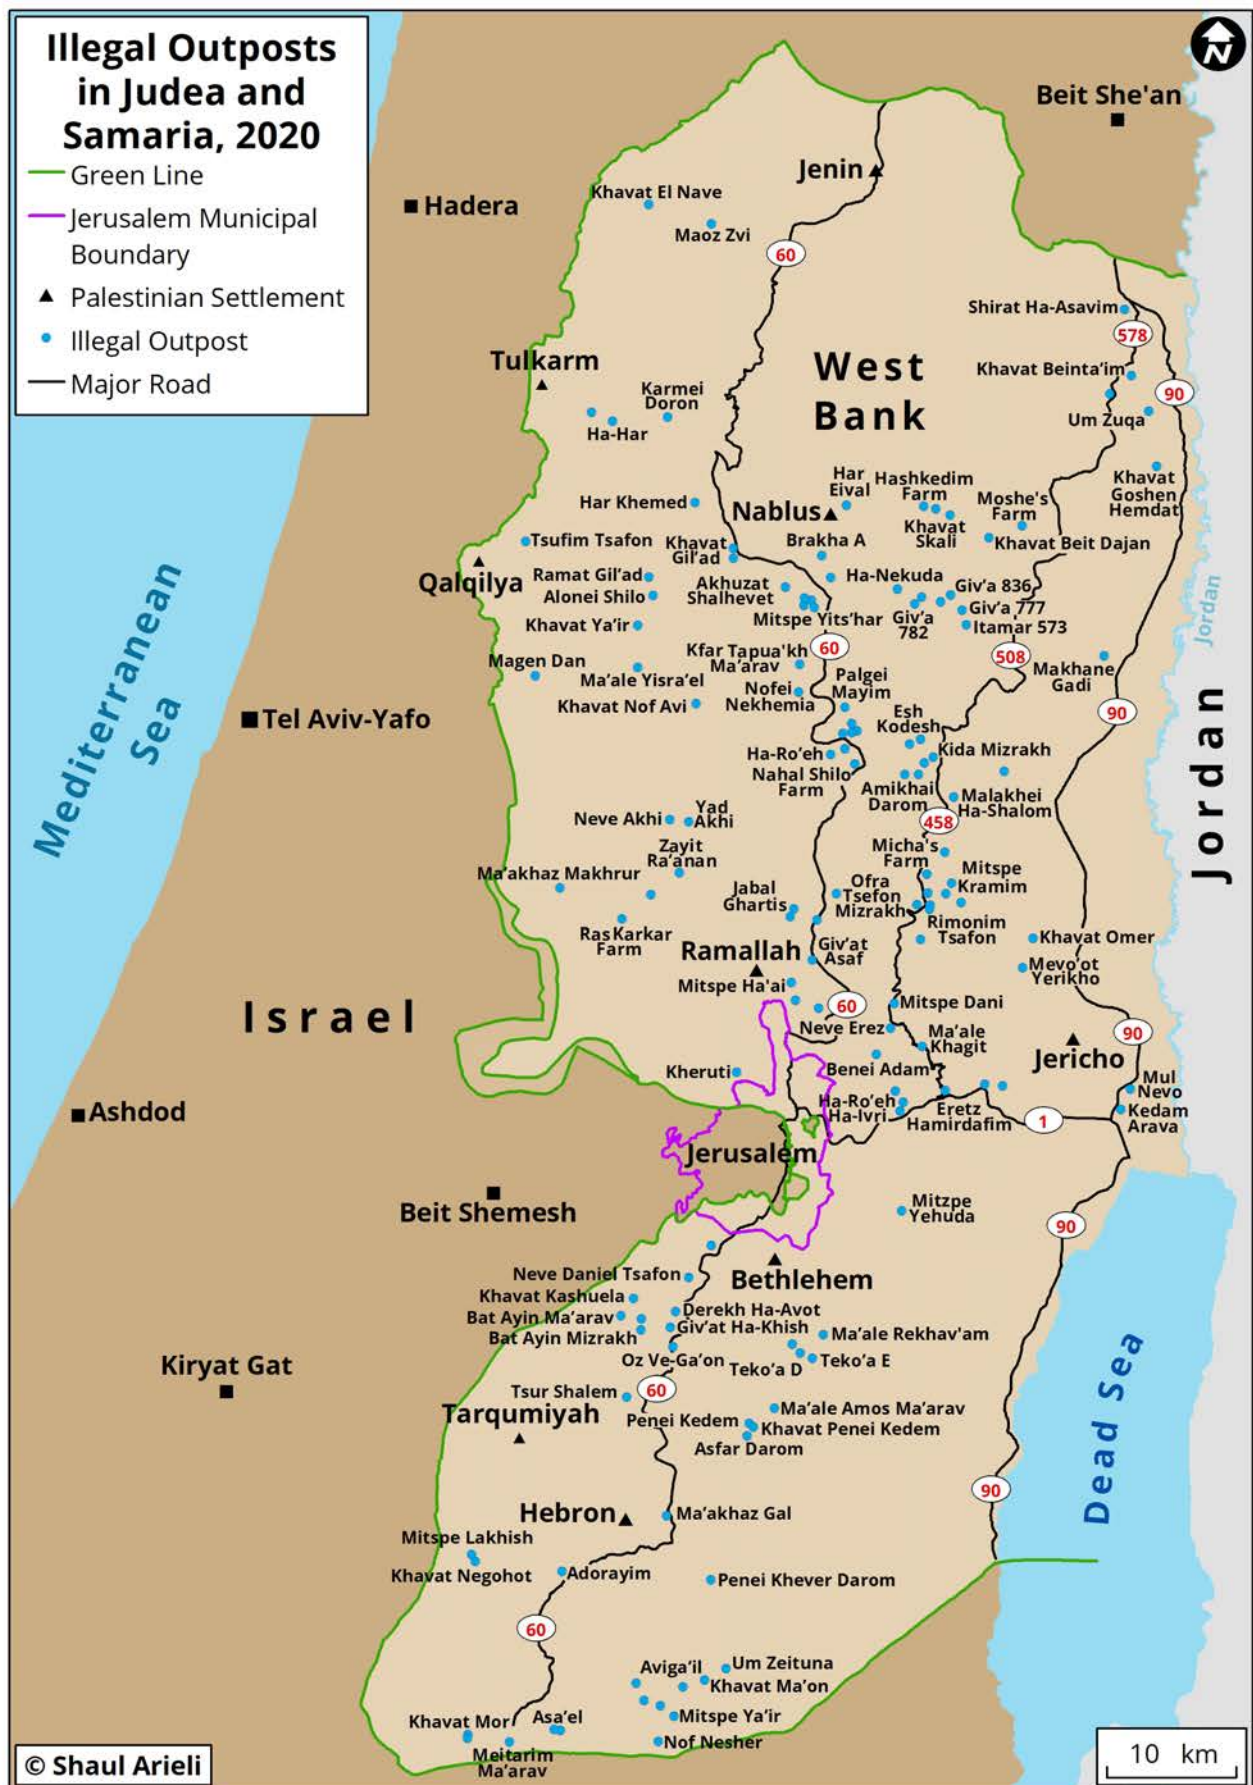 Illegal Outposts
in Judea and
Samaria, 2020
Green Line
Jerusalem Municipal
Boundary
Palestinian Settlement
Illegal Outpost
Major Road
N
Beit She'an
Jenin
Khavat El Nave
Hadera
Maoz Zvi
60
Shirat Ha-Asavim
578
Tulkarm
West
Bank
Khavat Beinta'im
Karmei
Doron
90
Ha-Har
Um Zuqa
Har
Eival
Hashkedim
Farm
Khavat
Goshen
Hemdat
Har Khemed
Nablus
Moshe's
Farm
Khavat
Skali
Tsufim Tsafon
Khavat
Gil'ad
Brakha A
Khavat Beit Dajan
Qalqilya
Ramat Gil'ad
Alonei Shilo
Akhuzat
Shalhevet
Ha-Nekuda
Giv'a 836
Giv'a 777
Giv'a
782
Itamar 573
Mitspe Yits'har
Khavat Ya'ir
Jordan
Mediterranean
Sea
60
508
Kfar Tapua'kh
Ma'arav
Magen Dan
Ma'ale Yisra'el
Makhane
Gadi
Palgei
Mayim
Nofei
Nekhemia
Khavat Nof Avi
90
Tel Aviv-Yafo
Esh
Kodesh
Jordan
Ha-Ro'eh
Kida Mizrakh
Nahal Shilo
Farm
Amikhai
Darom
Malakhei
Ha-Shalom
Neve Akhi
Yad
Akhi
458
Zayit
Ra'anan
Micha's
Farm
Ma'akhaz Makhrur
Mitspe
Kramim
Jabal
Ghartis
Ofra
Tsefon
Mizrakh
Ras Karkar
Farm
Rimonim
Tsafon
Khavat Omer
Ramallah
Giv'at
Asaf
Mevo'ot
Yerikho
Mitspe Ha'ai
60
Mitspe Dani
Israel
Neve Erez
Ma'ale
Khagit
90
Jericho
Kheruti
Benei Adam
Mul
Nevo
Ashdod
Ha-Ro'eh
Ha-Ivri
Eretz
Hamirdafim
1
Kedam
Arava
Jerusalem
Beit Shemesh
Mitzpe
Yehuda
90
Neve Daniel Tsafon
Bethlehem
Khavat Kashuela
Derekh Ha-Avot
Bat Ayin Ma'arav
Giv'at Ha-Khish
Bat Ayin Mizrakh
Ma'ale Rekhav'am
Oz Ve-Ga'on
Teko'a D
Teko'a E
Kiryat Gat
Dead Sea
60
Tsur Shalem
Tarqumiyah
Ma'ale Amos Ma'arav
Penei Kedem
Khavat Penei Kedem
Asfar Darom
90
Hebron
Ma'akhaz Gal
Mitspe Lakhish
Khavat Negohot
Adorayim
Penei Khever Darom
60
Aviga'il
Um Zeituna
Khavat Ma'on
Khavat Mor
Asa'el
Mitspe Ya'ir
Meitarim
Ma'arav
Nof Nesher
© Shaul Arieli
10 km